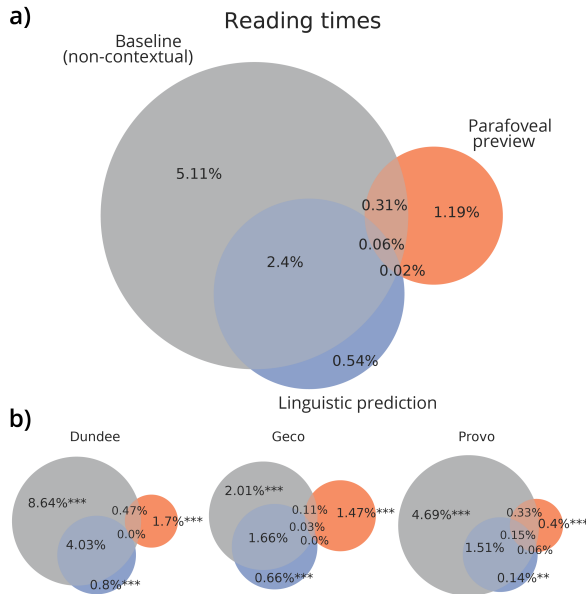 a)
Reading times
Baseline
(non-contextual)
Parafoveal
preview
5.11%
0.31%
1.19%
0.06%
2.4%
0.02%
0.54%
Linguistic prediction
b)
Dundee
Geco
Provo
8.64%***
0.47%
1.7%***
0.0%
4.03%
0.8%***
2.01%***
0.11%
1.47%***
0.03%
0.0%
1.66%
0.66%***
4.69%***
0.33%
0.4%***
0.15%
0.06%
1.51%
0.14%**